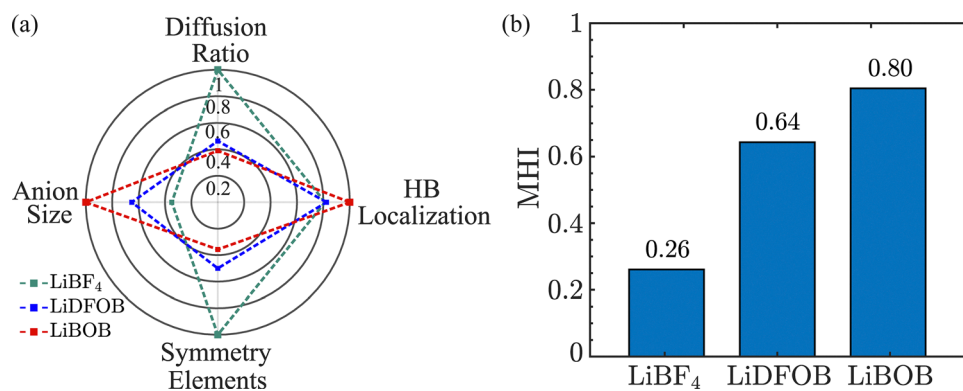 (a)
Diffusion
Ratio
1
0.8
0.6
0.4
0.2
Anion
Size
HB
Localization
LiBF₄
LiDFOB
LiBOB
Symmetry
Elements
(b)
MHI
1
0.8
0.6
0.4
0.2
0
0.26
0.64
0.80
LiBF₄
LiDFOB
LiBOB